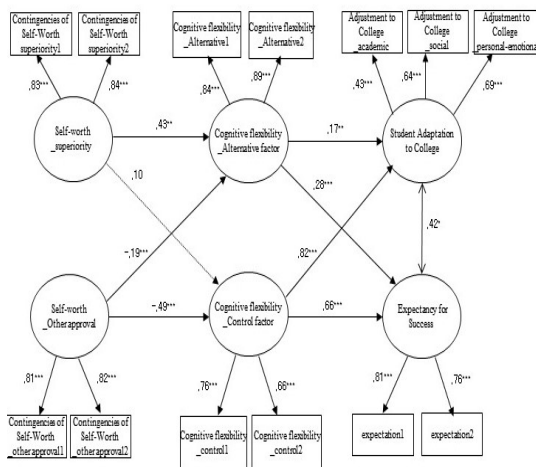 Contingencies of
Self-Worth
superiority1
Contingencies of
Self-Worth
superiority2
Cognitive flexibility
_Alternative1
Cognitive flexibility
_Alternative2
Adjustment to
College
_academic
Adjustment to
College
_social
Adjustment to
College
_personal-emotional
,83***
,84***
,84***
,89***
,43***
,64***
,69***
Self-worth
_superiority
,43**
Cognitive flexibility
_Alternative factor
,17**
Student Adaptation
to College
,10
,28***
,42*
-,19***
,82***
Self-worth
_Other approval
-,49***
Cognitive flexibility
_Control factor
,66***
Expectancy for
Success
,81***
,82***
,76***
,66***
,81***
,76***
Contingencies of
Self-Worth
_otherapproval1
Contingencies of
Self-Worth
_otherapproval2
Cognitive flexibility
_control1
Cognitive flexibility
_control2
expectation1
expectation2